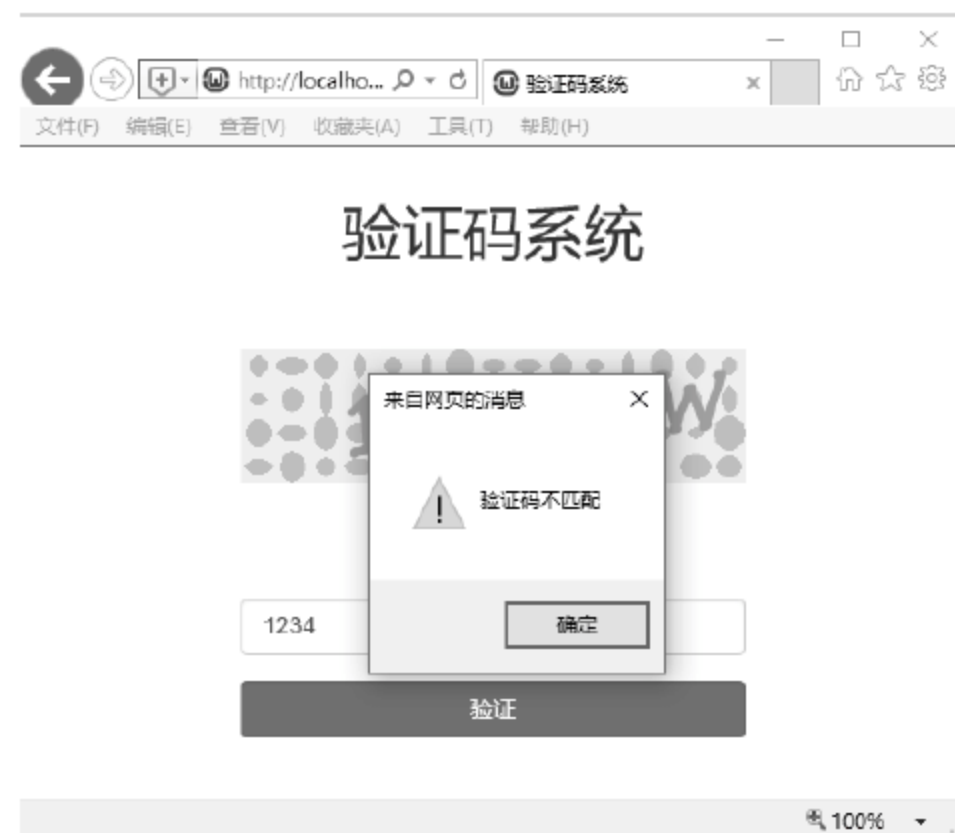 http://localho...
验证码系统
文件(F) 编辑(E) 查看(V) 收藏夹(A) 工具(T) 帮助(H)
验证码系统
W
来自网页的消息
验证码不匹配
确定
1234
验证
100%